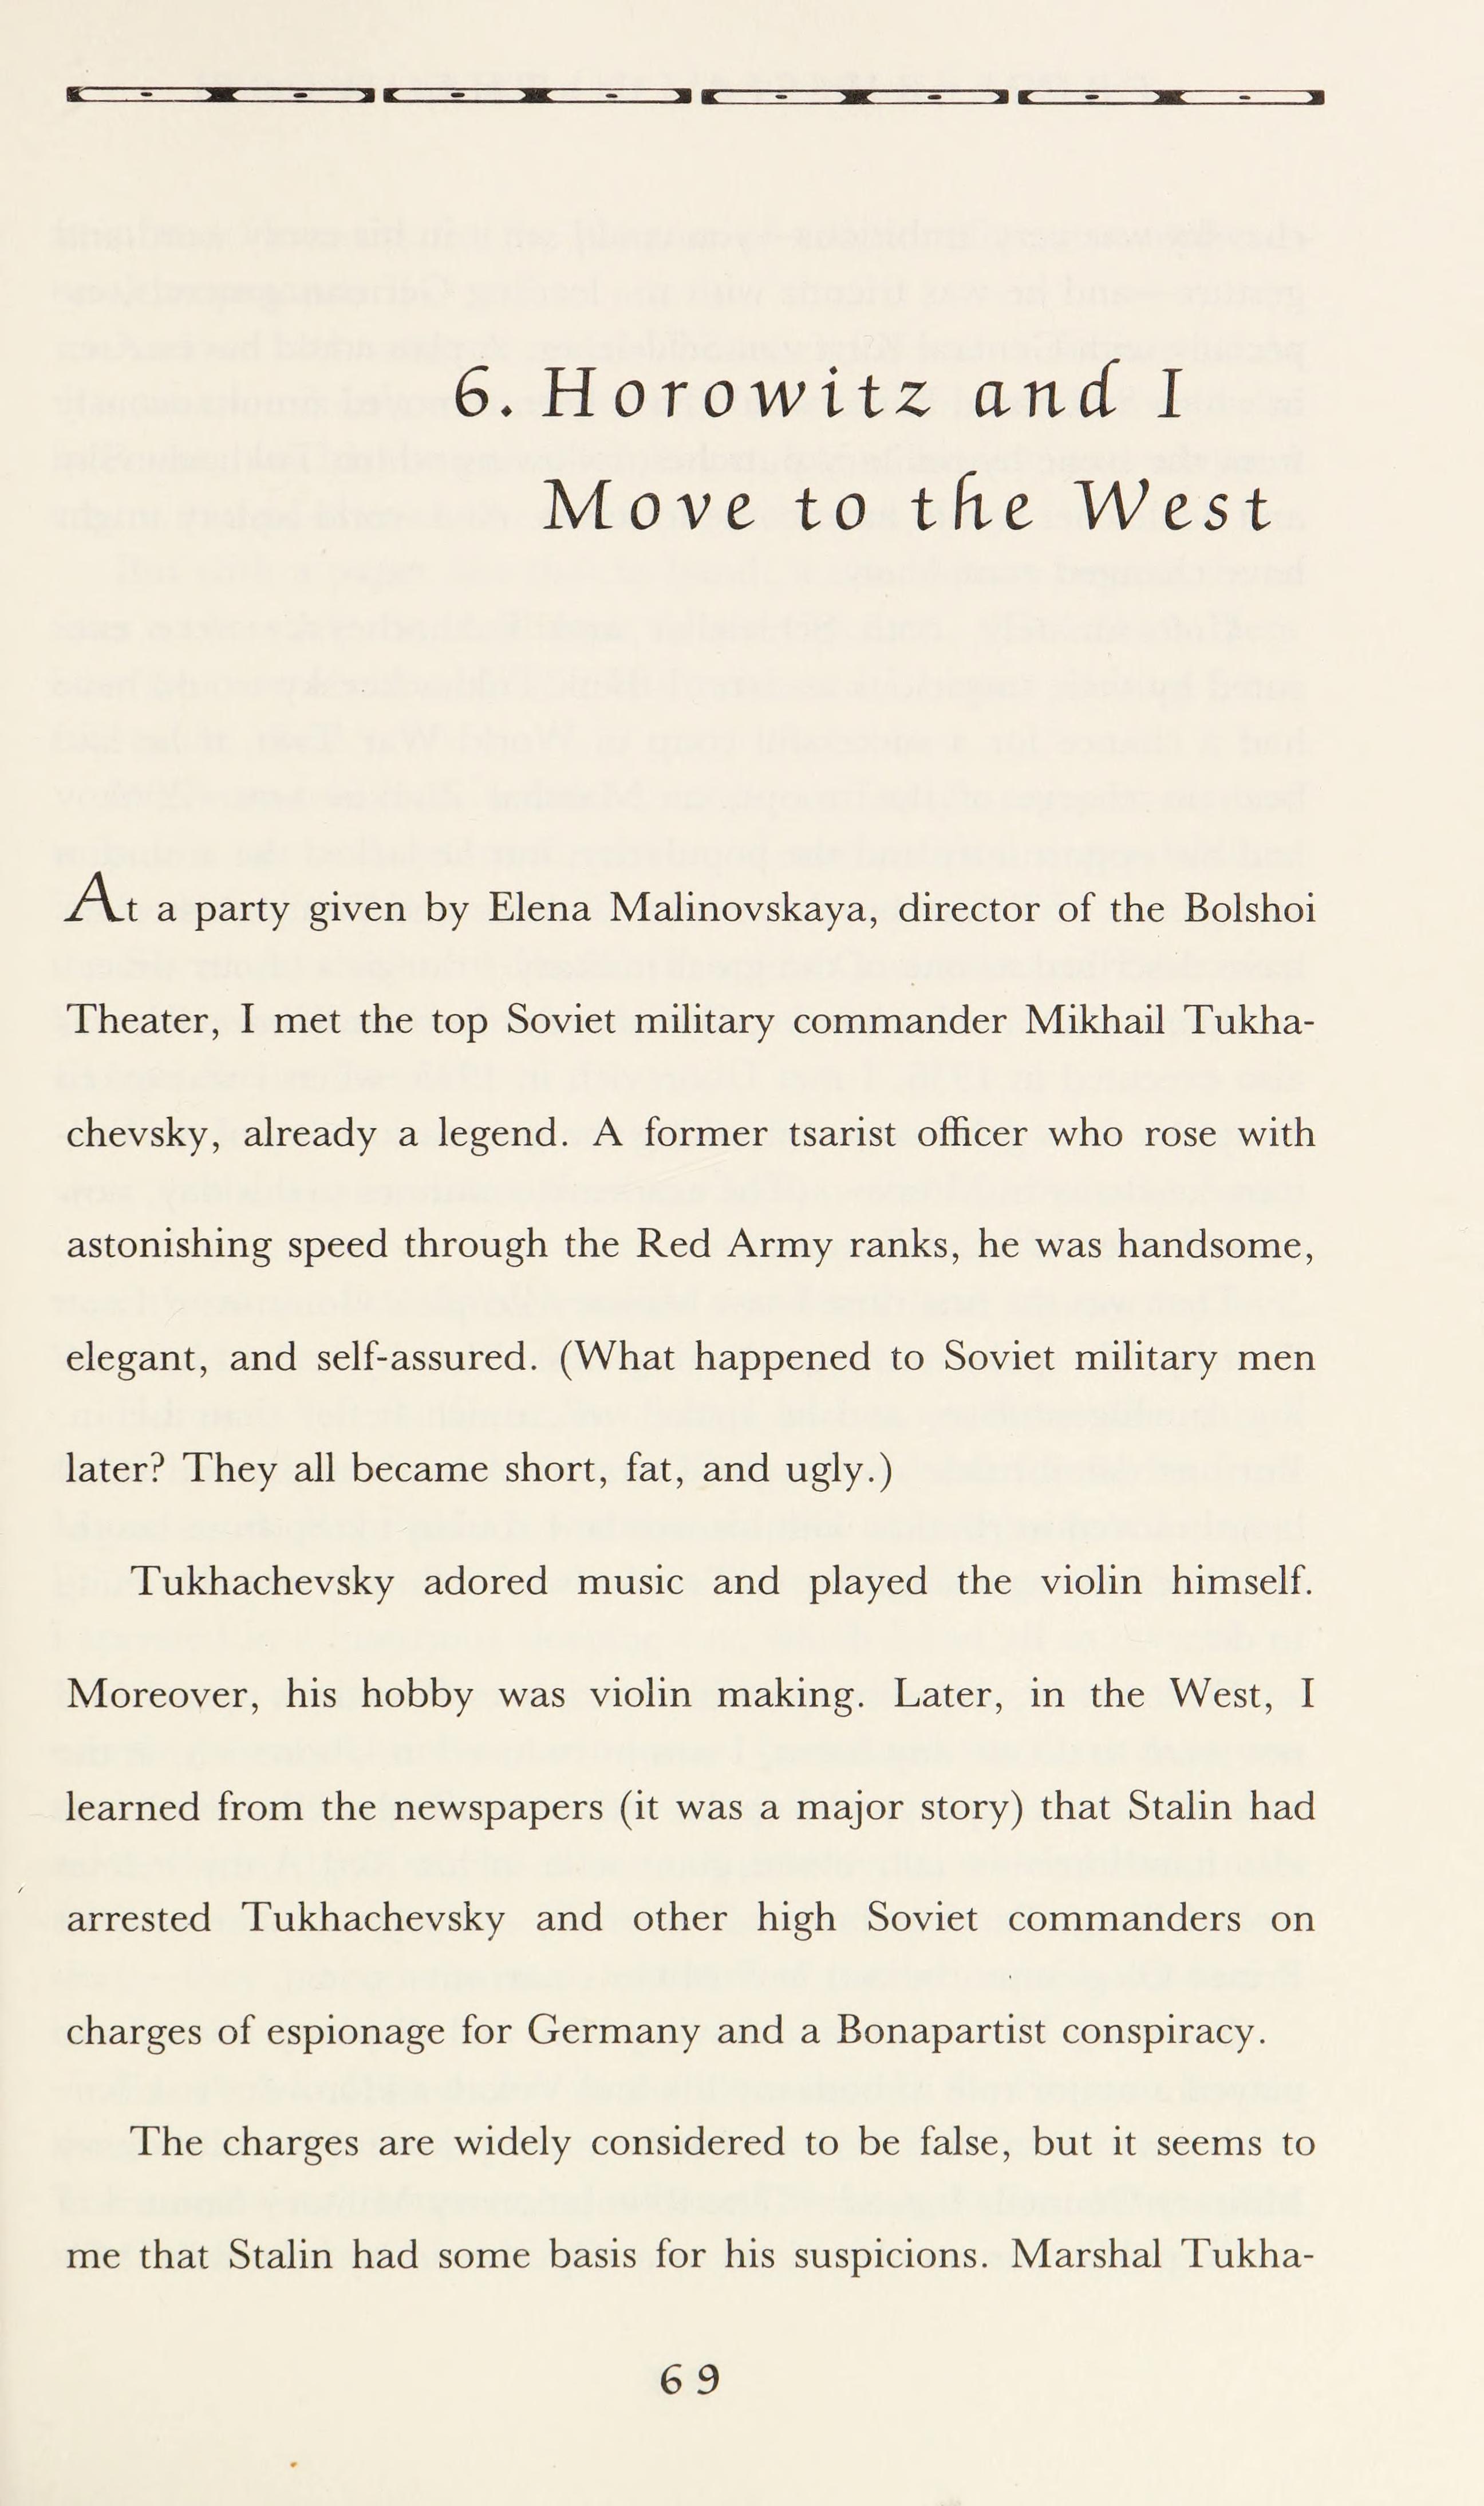 6. Horowitz and I
Move to the West
At a party given by Elena Malinovskaya, director of the Bolshoi
Theater, I met the top Soviet military commander Mikhail Tukha-
chevsky, already a legend. A former tsarist officer who rose with
astonishing speed through the Red Army ranks, he was handsome,
elegant, and self-assured. (What happened to Soviet military men
later? They all became short, fat, and ugly.)
Tukhachevsky adored music and played the violin himself.
Moreover, his hobby was violin making. Later, in the West, I
learned from the newspapers (it was a major story) that Stalin had
arrested Tukhachevsky and other high Soviet commanders on
charges of espionage for Germany and a Bonapartist conspiracy.
The charges are widely considered to be false, but it seems to
me that Stalin had some basis for his suspicions. Marshal Tukha-
69